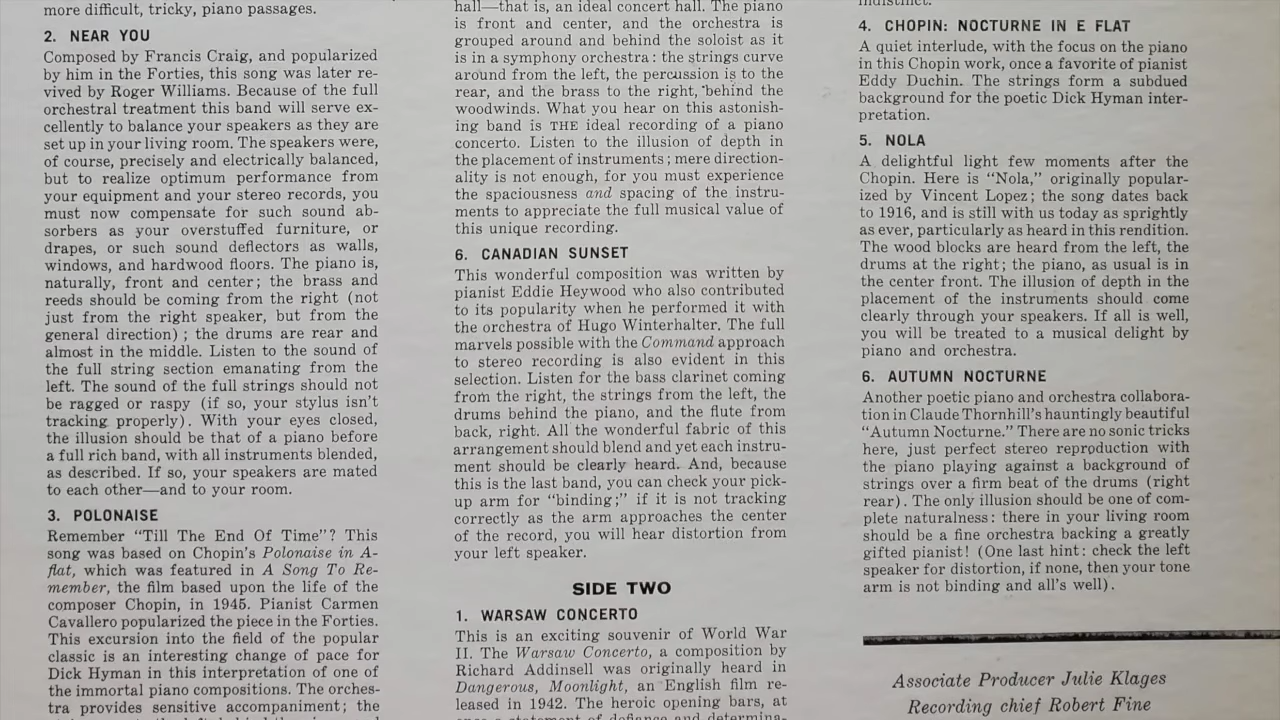 more difficult, tricky, piano passages.
2. NEAR YOU
Composed by Francis Craig, and popularized
by him in the Forties, this song was later re-
vived by Roger Williams. Because of the full
orchestral treatment this band will serve ex-
cellently to balance your speakers as they are
set up in your living room. The speakers were,
of course, precisely and electrically balanced,
but to realize optimum performance from
your equipment and your stereo records, you
must now compensate for such sound ab-
sorbers as your overstuffed furniture, or
drapes, or such sound deflectors as walls,
windows, and hardwood floors. The piano is,
naturally, front and center; the brass and
reeds should be coming from the right (not
just from the right speaker, but from the
general direction) ; the drums are rear and
almost in the middle. Listen to the sound of
the full string section emanating from the
left. The sound of the full strings should not
be ragged or raspy (if so, your stylus isn't
tracking properly). With your eyes closed,
the illusion should be that of a piano before
a full rich band, with all instruments blended,
as described. If so, your speakers are mated
to each other—and to your room.
3. POLONAISE
Remember "Till The End Of Time"? This
song was based on Chopin's Polonaise in A-
flat, which was featured in A Song To Re-
member, the film based upon the life of the
composer Chopin, in 1945. Pianist Carmen
Cavallero popularized the piece in the Forties.
This excursion into the field of the popular
classic is an interesting change of pace for
Dick Hyman in this interpretation of one of
the immortal piano compositions. The orches-
tra provides sensitive accompaniment; the
hall—that is, an ideal concert hall. The piano
is front and center, and the orchestra is
grouped around and behind the soloist as it
is in a symphony orchestra: the strings curve
around from the left, the percussion is to the
rear, and the brass to the right, behind the
woodwinds. What you hear on this astonish-
ing band is THE ideal recording of a piano
concerto. Listen to the illusion of depth in
the placement of instruments; mere direction-
ality is not enough, for you must experience
the spaciousness and spacing of the instru-
ments to appreciate the full musical value of
this unique recording.
6. CANADIAN SUNSET
This wonderful composition was written by
pianist Eddie Heywood who also contributed
to its popularity when he performed it with
the orchestra of Hugo Winterhalter. The full
marvels possible with the Command approach
to stereo recording is also evident in this
selection. Listen for the bass clarinet coming
from the right, the strings from the left, the
drums behind the piano, and the flute from
back, right. All the wonderful fabric of this
arrangement should blend and yet each instru-
ment should be clearly heard. And, because
this is the last band, you can check your pick-
up arm for "binding;" if it is not tracking
correctly as the arm approaches the center
of the record, you will hear distortion from
your left speaker.
SIDE TWO
1. WARSAW CONCERTO
This is an exciting souvenir of World War
II. The Warsaw Concerto, a composition by
Richard Addinsell was originally heard in
Dangerous, Moonlight, an English film re-
leased in 1942. The heroic opening bars, at
once a statement of defiance and determina-
indistinct.
4. CHOPIN: NOCTURNE IN E FLAT
A quiet interlude, with the focus on the piano
in this Chopin work, once a favorite of pianist
Eddy Duchin. The strings form a subdued
background for the poetic Dick Hyman inter-
pretation.
5. NOLA
A delightful light few moments after the
Chopin. Here is "Nola," originally popular-
ized by Vincent Lopez; the song dates back
to 1916, and is still with us today as sprightly
as ever, particularly as heard in this rendition.
The wood blocks are heard from the left, the
drums at the right; the piano, as usual is in
the center front. The illusion of depth in the
placement of the instruments should come
clearly through your speakers. If all is well,
you will be treated to a musical delight by
piano and orchestra.
6. AUTUMN NOCTURNE
Another poetic piano and orchestra collabora-
tion in Claude Thornhill's hauntingly beautiful
"Autumn Nocturne." There are no sonic tricks
here, just perfect stereo reproduction with
the piano playing against a background of
strings over a firm beat of the drums (right
rear). The only illusion should be one of com-
plete naturalness: there in your living room
should be a fine orchestra backing a greatly
gifted pianist! (One last hint: check the left
speaker for distortion, if none, then your tone
arm is not binding and all's well).
Associate Producer Julie Klages
Recording chief Robert Fine